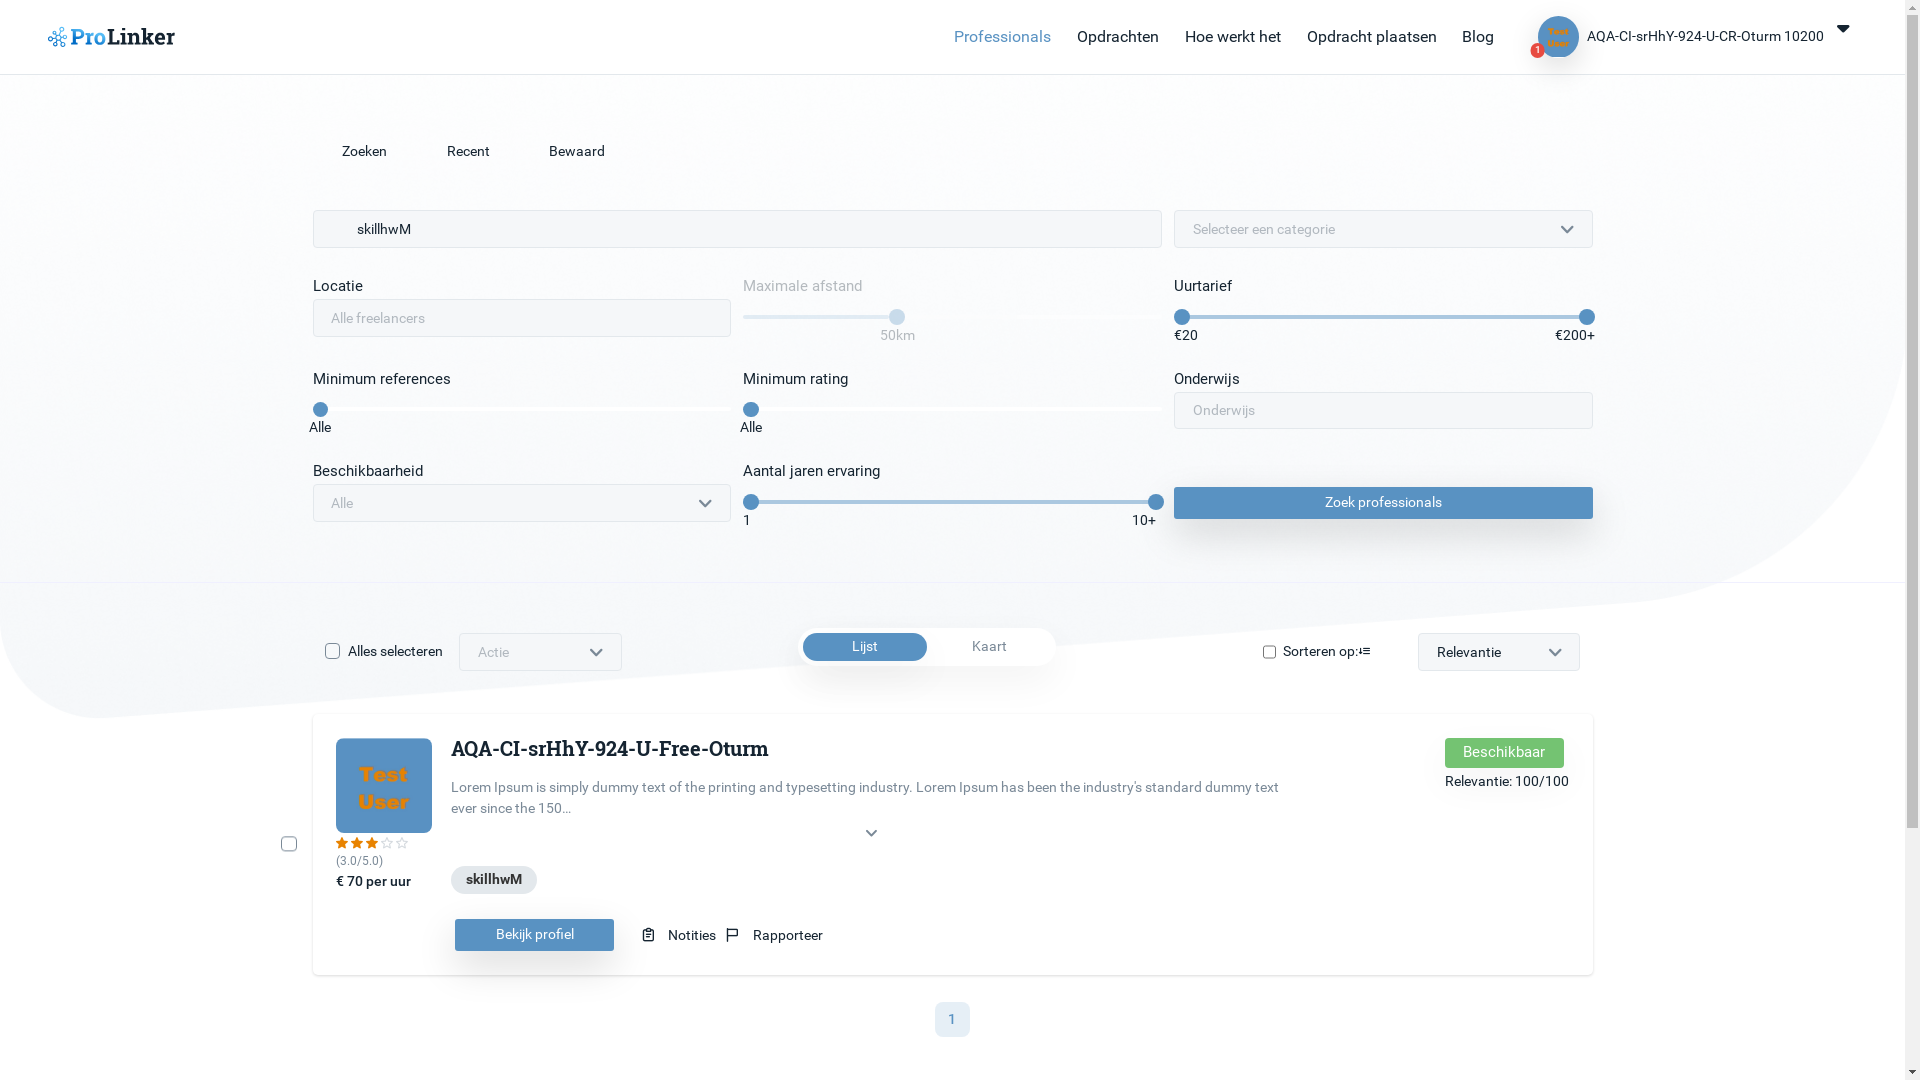 ProLinker
Professionals Opdrachten Hoe werkt het Opdracht plaatsen Blog
Test User
1
AQA-CI-srHhY-924-U-CR-Oturm 10200
Zoeken Recent Bewaard
skillhwM
Selecteer een categorie
Locatie
Alle freelancers
Maximale afstand
50km
Uurtarief
€20 €200+
Minimum references
Alle
Minimum rating
Alle
Onderwijs
Onderwijs
Beschikbaarheid
Alle
Aantal jaren ervaring
1 10+
Zoek professionals
Alles selecteren
Actie
Lijst Kaart
Sorteren op:
Relevantie
Test
User
(3.0/5.0)
€ 70 per uur
AQA-CI-srHhY-924-U-Free-Oturm
Lorem Ipsum is simply dummy text of the printing and typesetting industry. Lorem Ipsum has been the industry's standard dummy text
ever since the 150...
skillhwM
Bekijk profiel Notities Rapporteer
Beschikbaar
Relevantie: 100/100
1